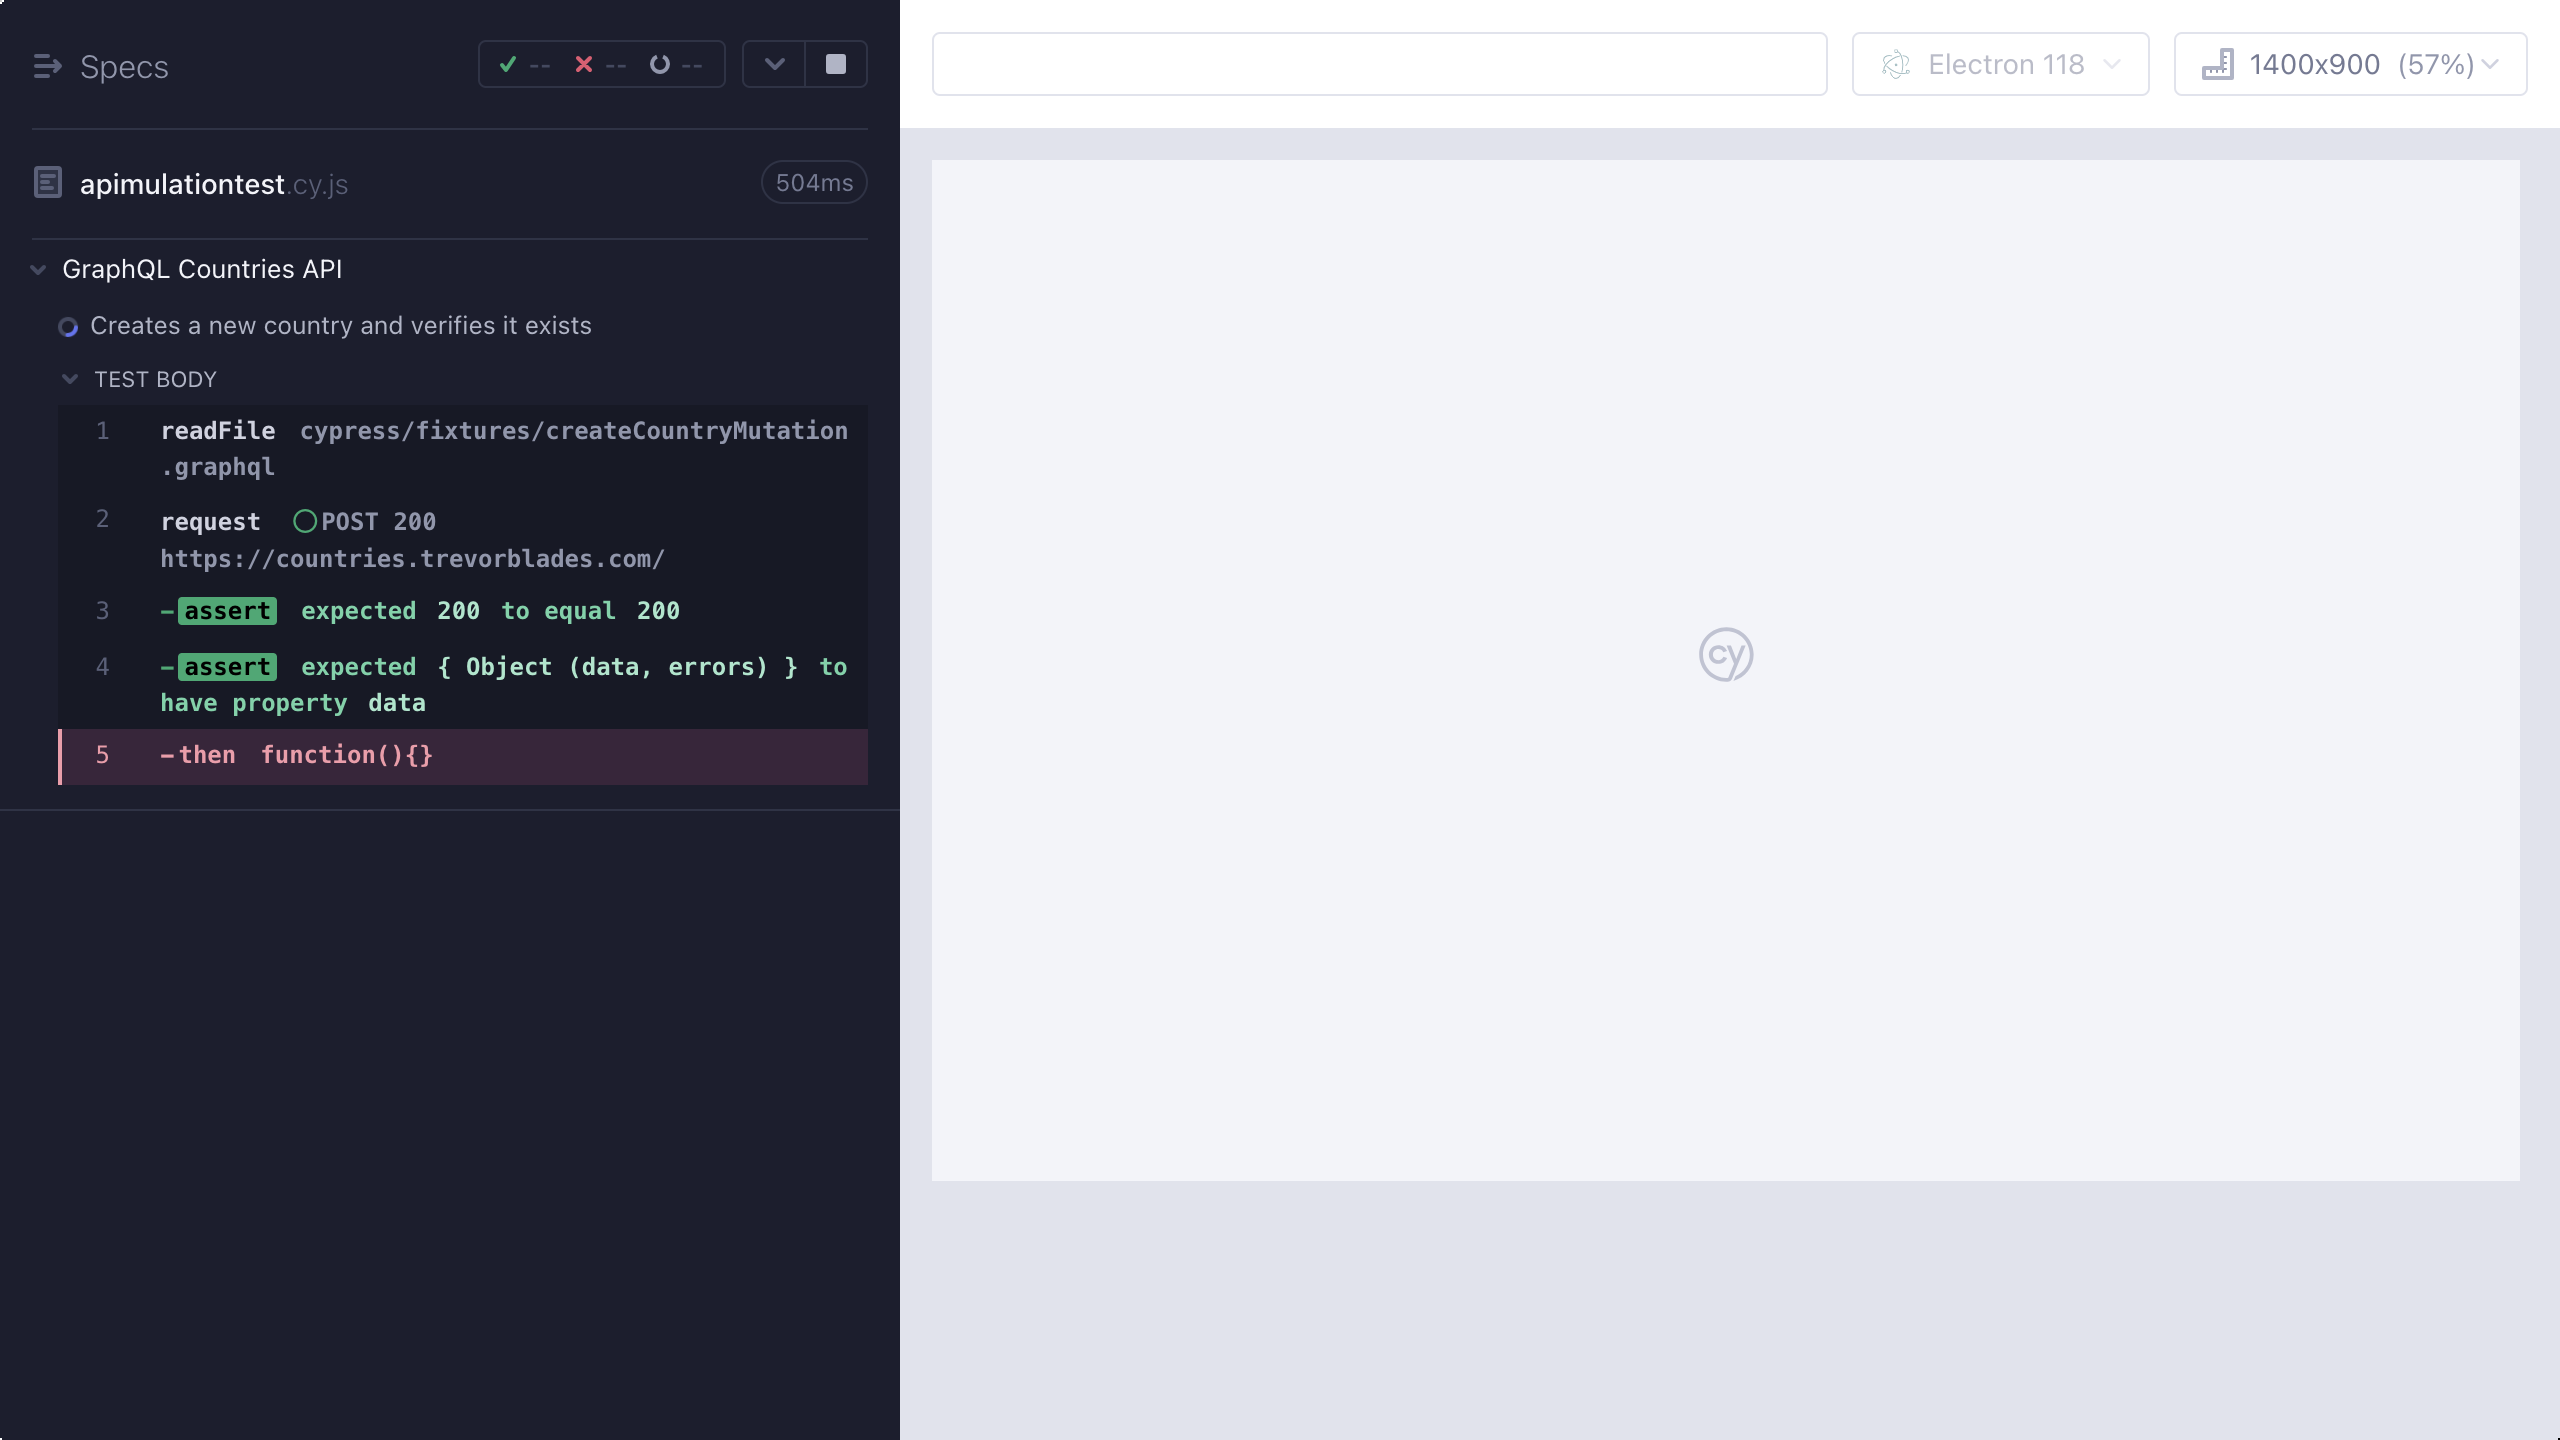 Specs
-- -- --
apimulationtest.cy.js
504ms
GraphQL Countries API
Creates a new country and verifies it exists
TEST BODY
1 readFile cypress/fixtures/createCountryMutation
.graphql
2 request POST 200
https://countries.trevorblades.com/
3 -assert expected 200 to equal 200
4 -assert expected { Object (data, errors) } to
have property data
5 -then function(){}
Electron 118
1400x900 (57%)
cy